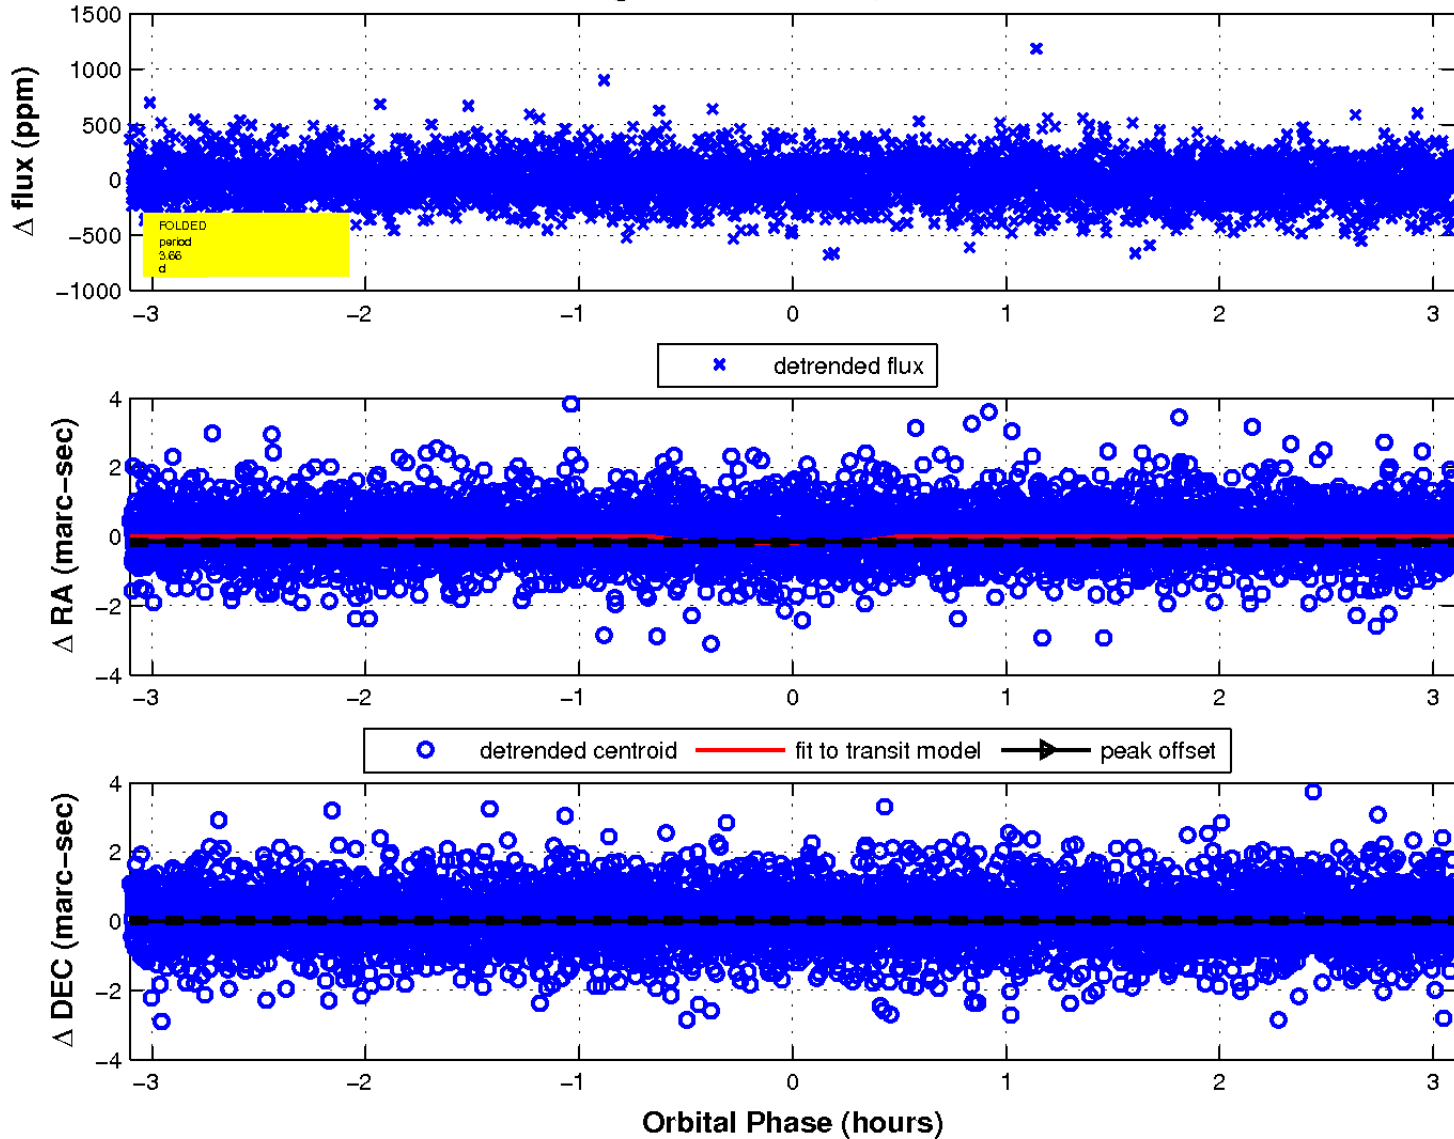 1500
1000
500
0
−500
−1000
Δ flux (ppm)
FOLDED
period
3.66
d
−3 −2 −1 0 1 2 3
detrended flux
4
2
0
−2
−4
Δ RA (marc−sec)
−3 −2 −1 0 1 2 3
detrended centroid fit to transit model peak offset
4
2
0
−2
−4
Δ DEC (marc−sec)
−3 −2 −1 0 1 2 3
Orbital Phase (hours)